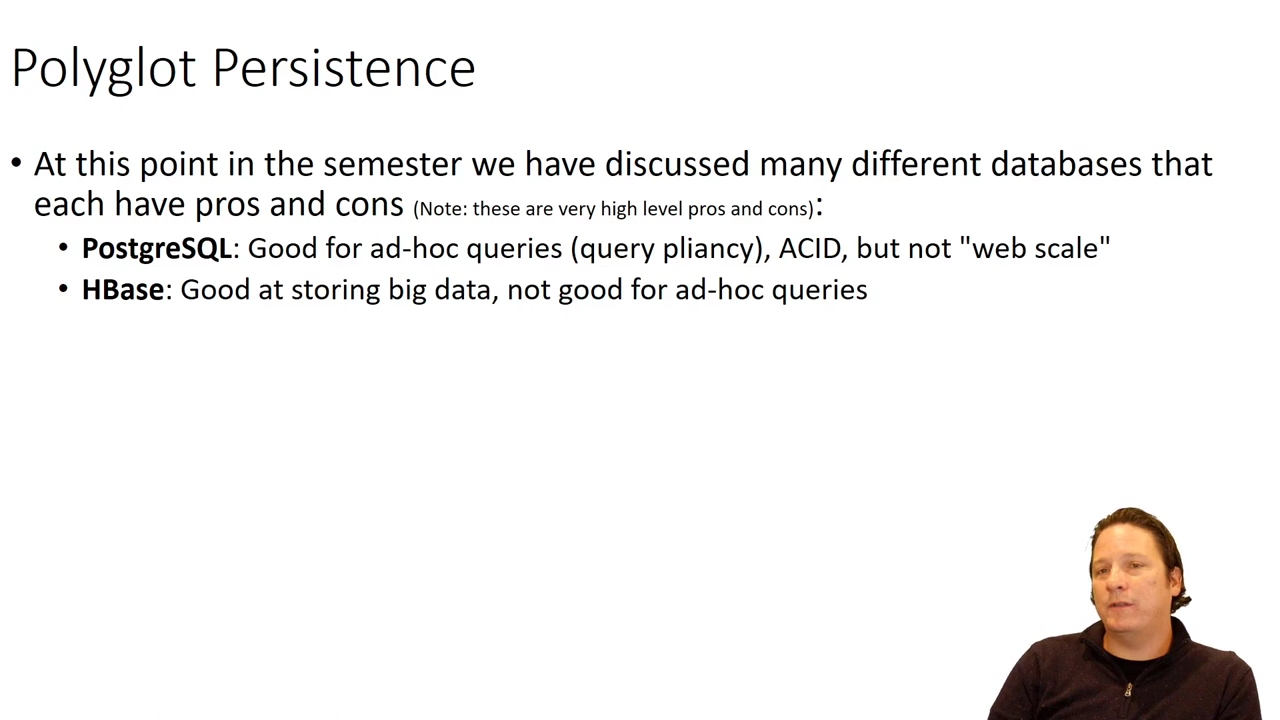 Polyglot Persistence
• At this point in the semester we have discussed many different databases that
each have pros and cons (Note: these are very high level pros and cons):
• PostgreSQL: Good for ad-hoc queries (query pliancy), ACID, but not "web scale"
• HBase: Good at storing big data, not good for ad-hoc queries